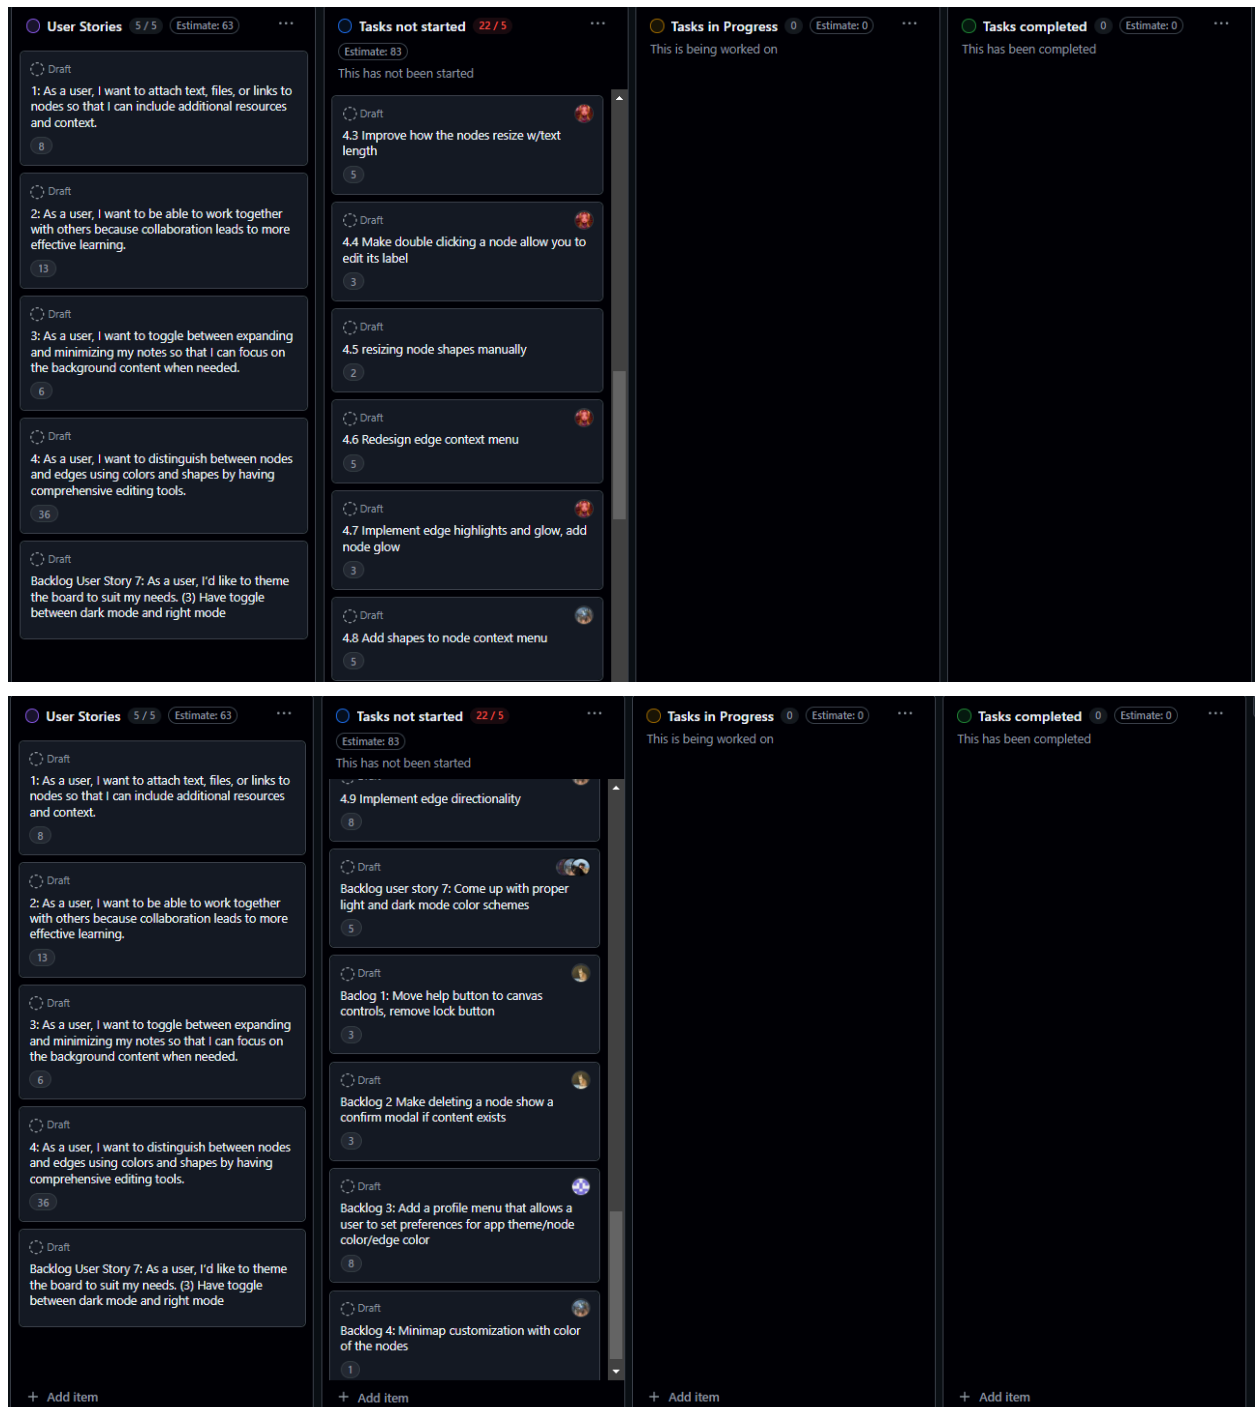 User Stories 5 / 5 Estimate: 63 ...
Draft
1: As a user, I want to attach text, files, or links to
nodes so that I can include additional resources
and context.
8
Draft
2: As a user, I want to be able to work together
with others because collaboration leads to more
effective learning.
13
Draft
3: As a user, I want to toggle between expanding
and minimizing my notes so that I can focus on
the background content when needed.
6
Draft
4: As a user, I want to distinguish between nodes
and edges using colors and shapes by having
comprehensive editing tools.
36
Draft
Backlog User Story 7: As a user, I'd like to theme
the board to suit my needs. (3) Have toggle
between dark mode and right mode
Tasks not started 22 / 5 ...
Estimate: 83
This has not been started
Draft
4.3 Improve how the nodes resize w/text
length
5
Draft
4.4 Make double clicking a node allow you to
edit its label
3
Draft
4.5 resizing node shapes manually
2
Draft
4.6 Redesign edge context menu
5
Draft
4.7 Implement edge highlights and glow, add
node glow
3
Draft
4.8 Add shapes to node context menu
5
Tasks in Progress 0 Estimate: 0 ...
This is being worked on
Tasks completed 0 Estimate: 0 ...
This has been completed
User Stories 5 / 5 Estimate: 63 ...
Draft
1: As a user, I want to attach text, files, or links to
nodes so that I can include additional resources
and context.
8
Draft
2: As a user, I want to be able to work together
with others because collaboration leads to more
effective learning.
13
Draft
3: As a user, I want to toggle between expanding
and minimizing my notes so that I can focus on
the background content when needed.
6
Draft
4: As a user, I want to distinguish between nodes
and edges using colors and shapes by having
comprehensive editing tools.
36
Draft
Backlog User Story 7: As a user, I'd like to theme
the board to suit my needs. (3) Have toggle
between dark mode and right mode
+ Add item
Tasks not started 22 / 5 ...
Estimate: 83
This has not been started
4.9 Implement edge directionality
8
Draft
Backlog user story 7: Come up with proper
light and dark mode color schemes
5
Draft
Baclog 1: Move help button to canvas
controls, remove lock button
3
Draft
Backlog 2 Make deleting a node show a
confirm modal if content exists
3
Draft
Backlog 3: Add a profile menu that allows a
user to set preferences for app theme/node
color/edge color
8
Draft
Backlog 4: Minimap customization with color
of the nodes
1
+ Add item
Tasks in Progress 0 Estimate: 0 ...
This is being worked on
+ Add item
Tasks completed 0 Estimate: 0 ...
This has been completed
+ Add item